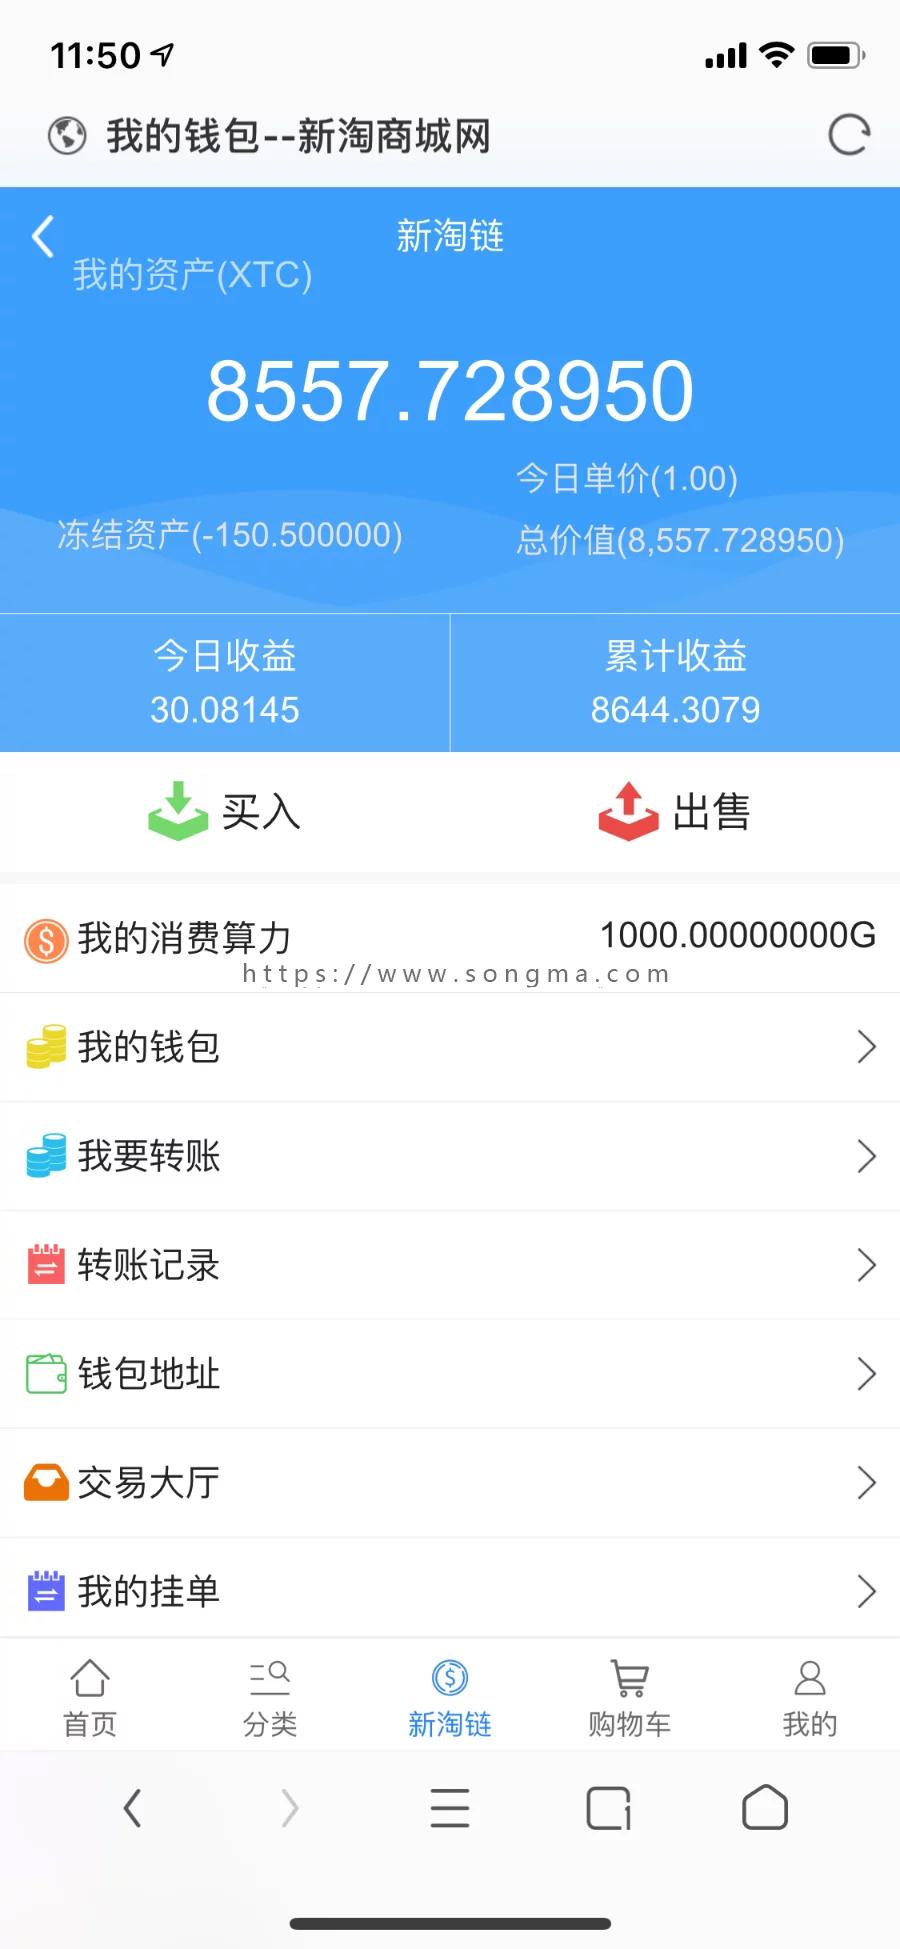 11:50
我的钱包--新淘商城网
新淘链
我的资产(XTC)
8557.728950
今日单价(1.00)
冻结资产(-150.500000)
总价值(8,557.728950)
今日收益
累计收益
30.08145
8644.3079
买入
出售
我的消费算力
1000.00000000G
https://www.songma.com
我的钱包
我要转账
转账记录
钱包地址
交易大厅
我的挂单
首页
分类
新淘链
购物车
我的
1